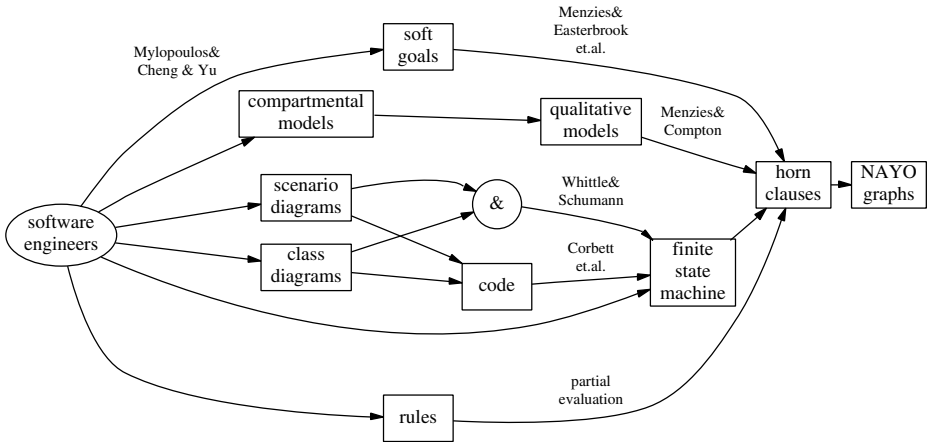 Mylopoulos&
Cheng & Yu
soft
goals
Menzies&
Easterbrook
et.al.
compartmental
models
qualitative
models
Menzies&
Compton
horn
clauses
NAYO
graphs
software
engineers
scenario
diagrams
&
Whittle&
Schumann
class
diagrams
code
Corbett
et.al.
finite
state
machine
rules
partial
evaluation